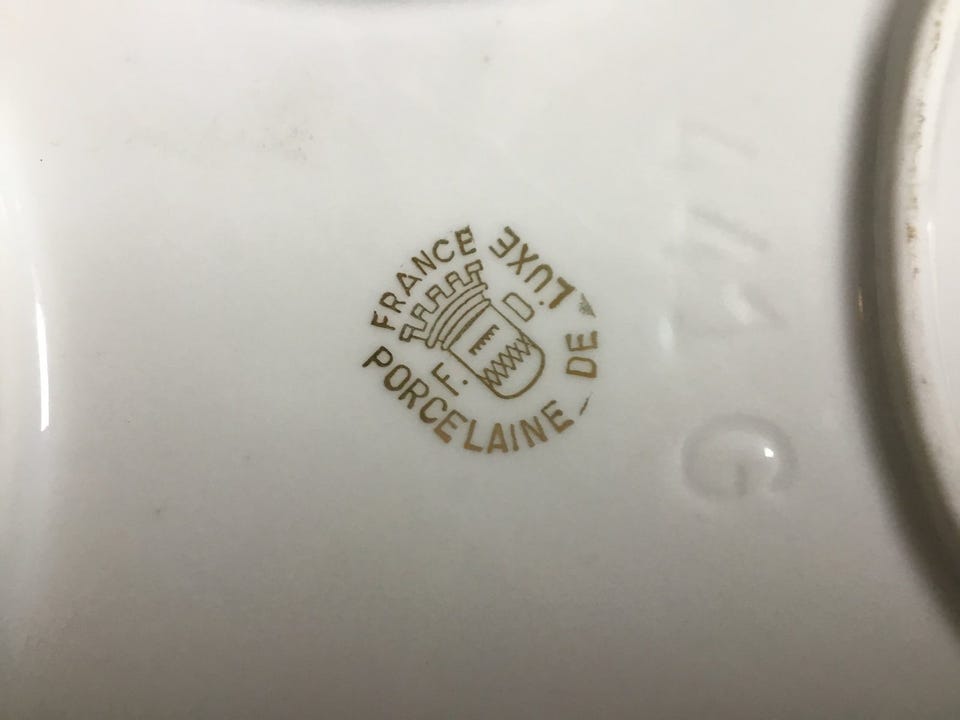 FRANCE
F. D.
PORCELAINE DE LUXE
G